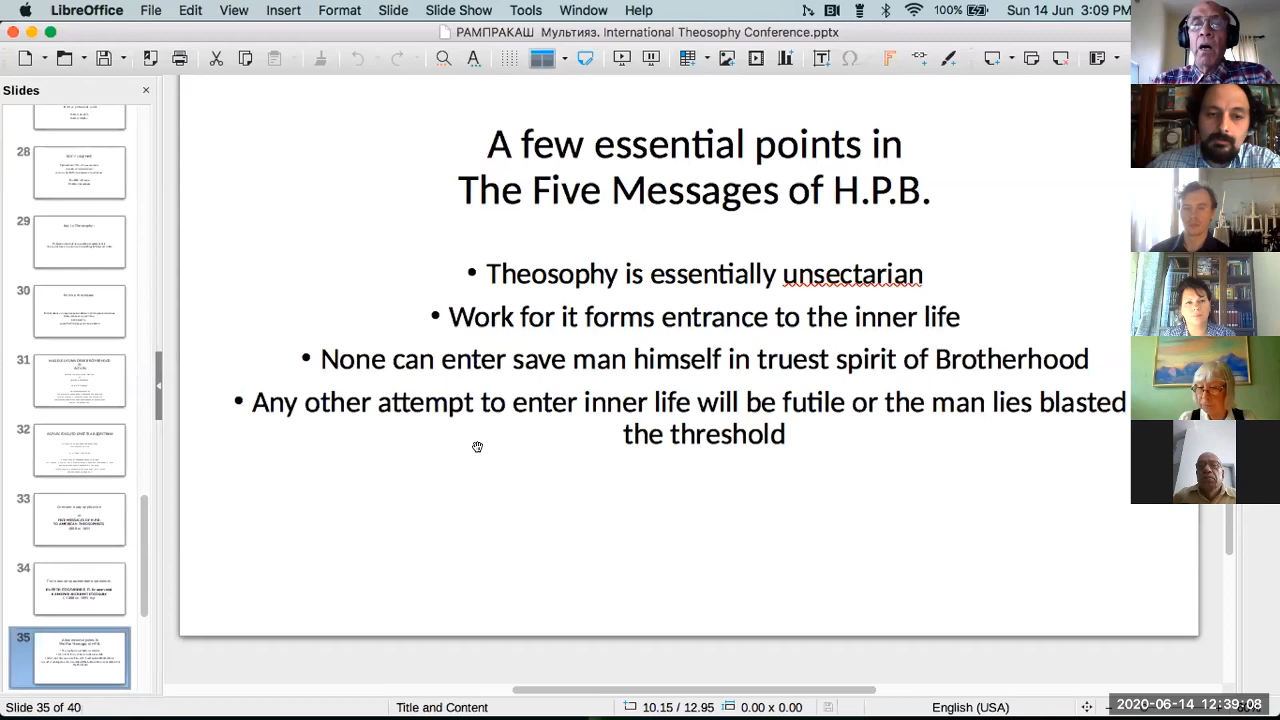 LibreOffice File Edit View Insert Format Slide Slide Show Tools Window Help 100% Sun 14 Jun 3:09 PM
РАМПРАКАШ Мультияз. International Theosophy Conference.pptx
Slides
A few essential points in
The Five Messages of H.P.B.
• Theosophy is essentially unsectarian
• Work for it forms entrance to the inner life
• None can enter save man himself in truest spirit of Brotherhood
• Any other attempt to enter inner life will be futile or the man lies blasted
the threshold
28
29
30
31
32
33
34
35
Slide 35 of 40 Title and Content 10.15 / 12.95 0.00 x 0.00 English (USA)
2020-06-14 12:39:08